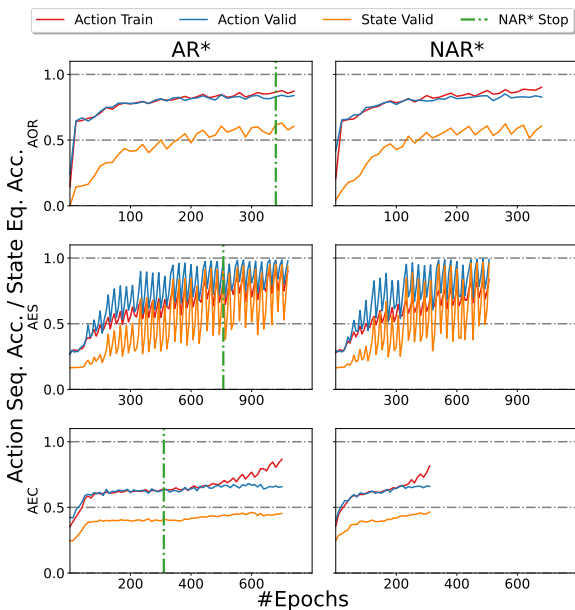 Action Train Action Valid State Valid NAR* Stop
AR* NAR*
Action Seq. Acc. / State Eq. Acc.
AOR
1.0
0.5
0.0
100 200 300
100 200 300
AES
1.0
0.5
0.0
300 600 900
300 600 900
AEC
1.0
0.5
0.0
200 400 600
200 400 600
#Epochs